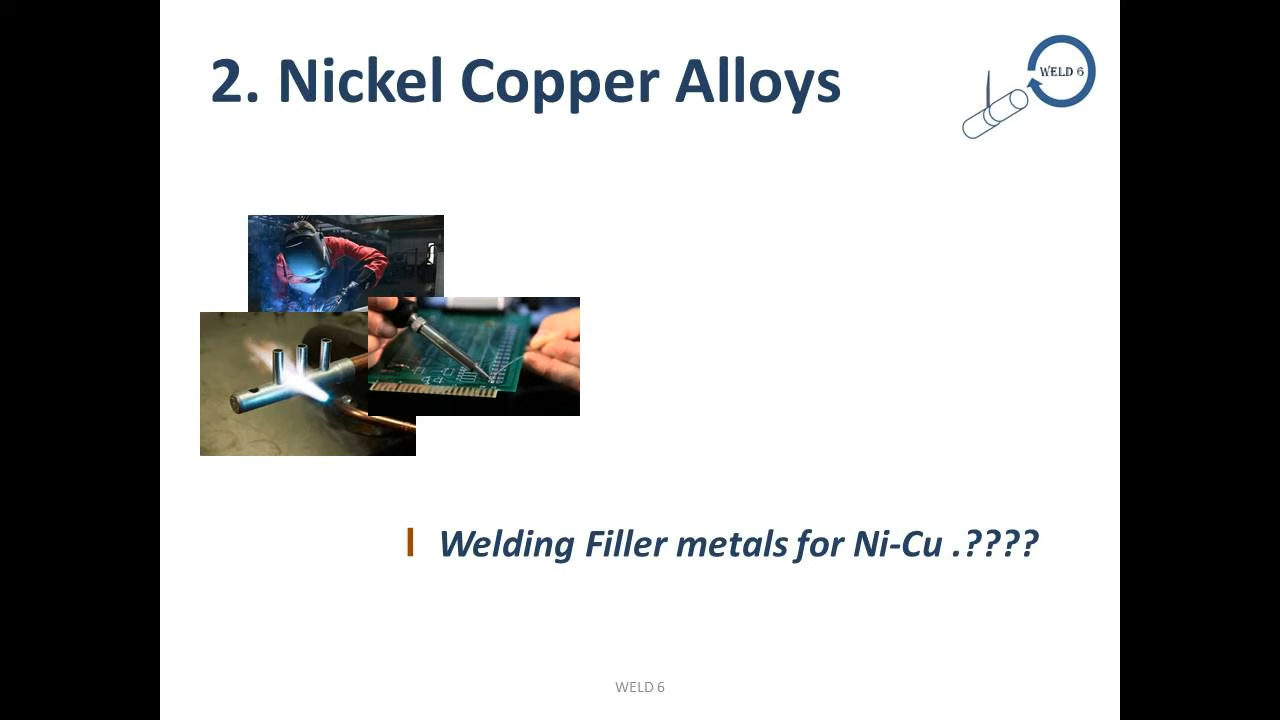 2. Nickel Copper Alloys
WELD 6
Welding Filler metals for Ni-Cu .????
WELD 6